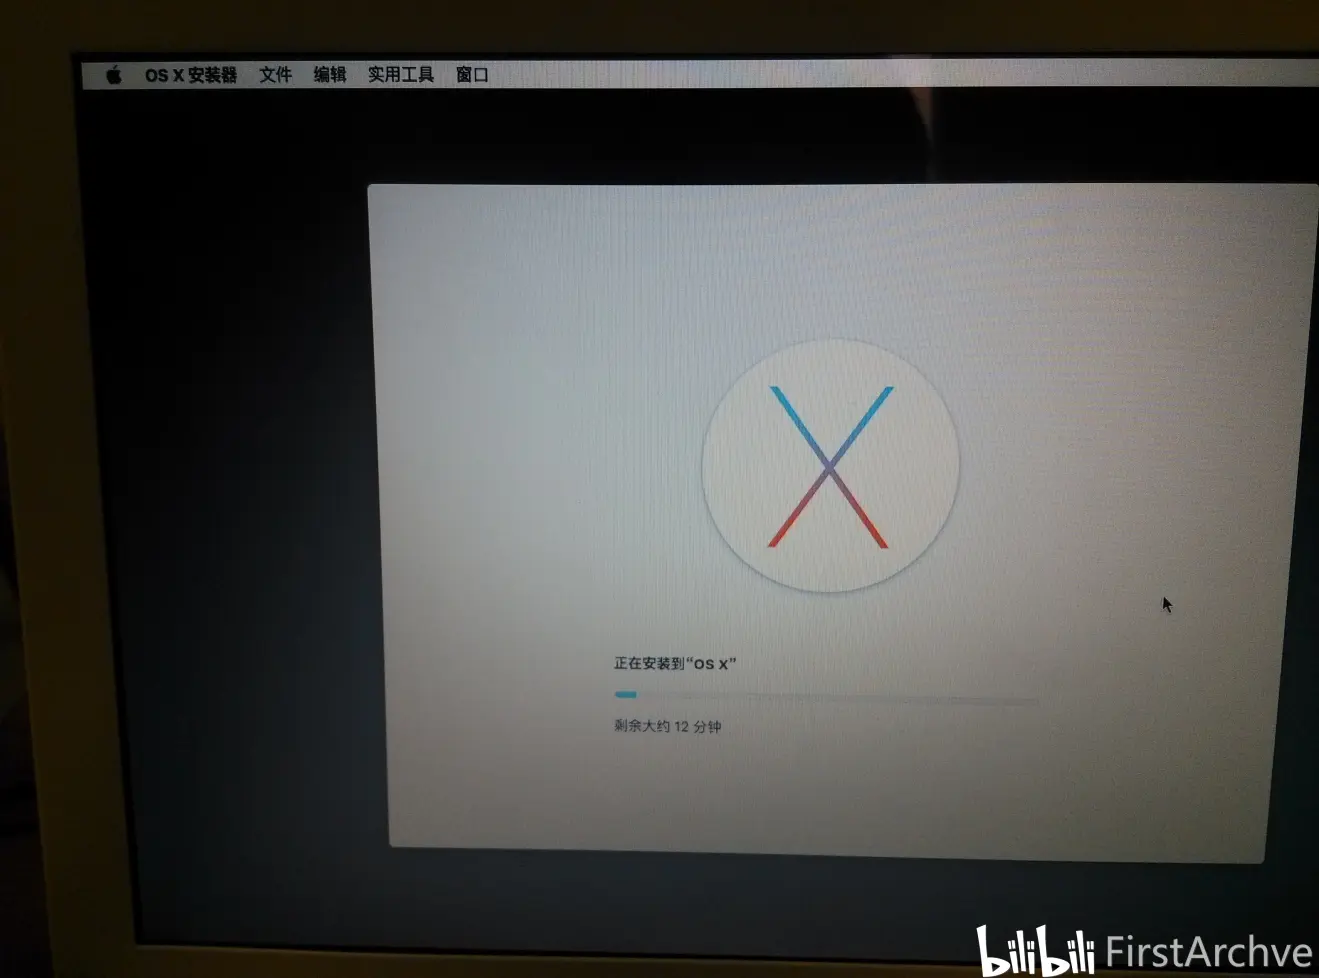 OS X 安装器 文件 编辑 实用工具 窗口
正在安装到“OS X”
剩余大约 12 分钟
bilibili FirstArchve